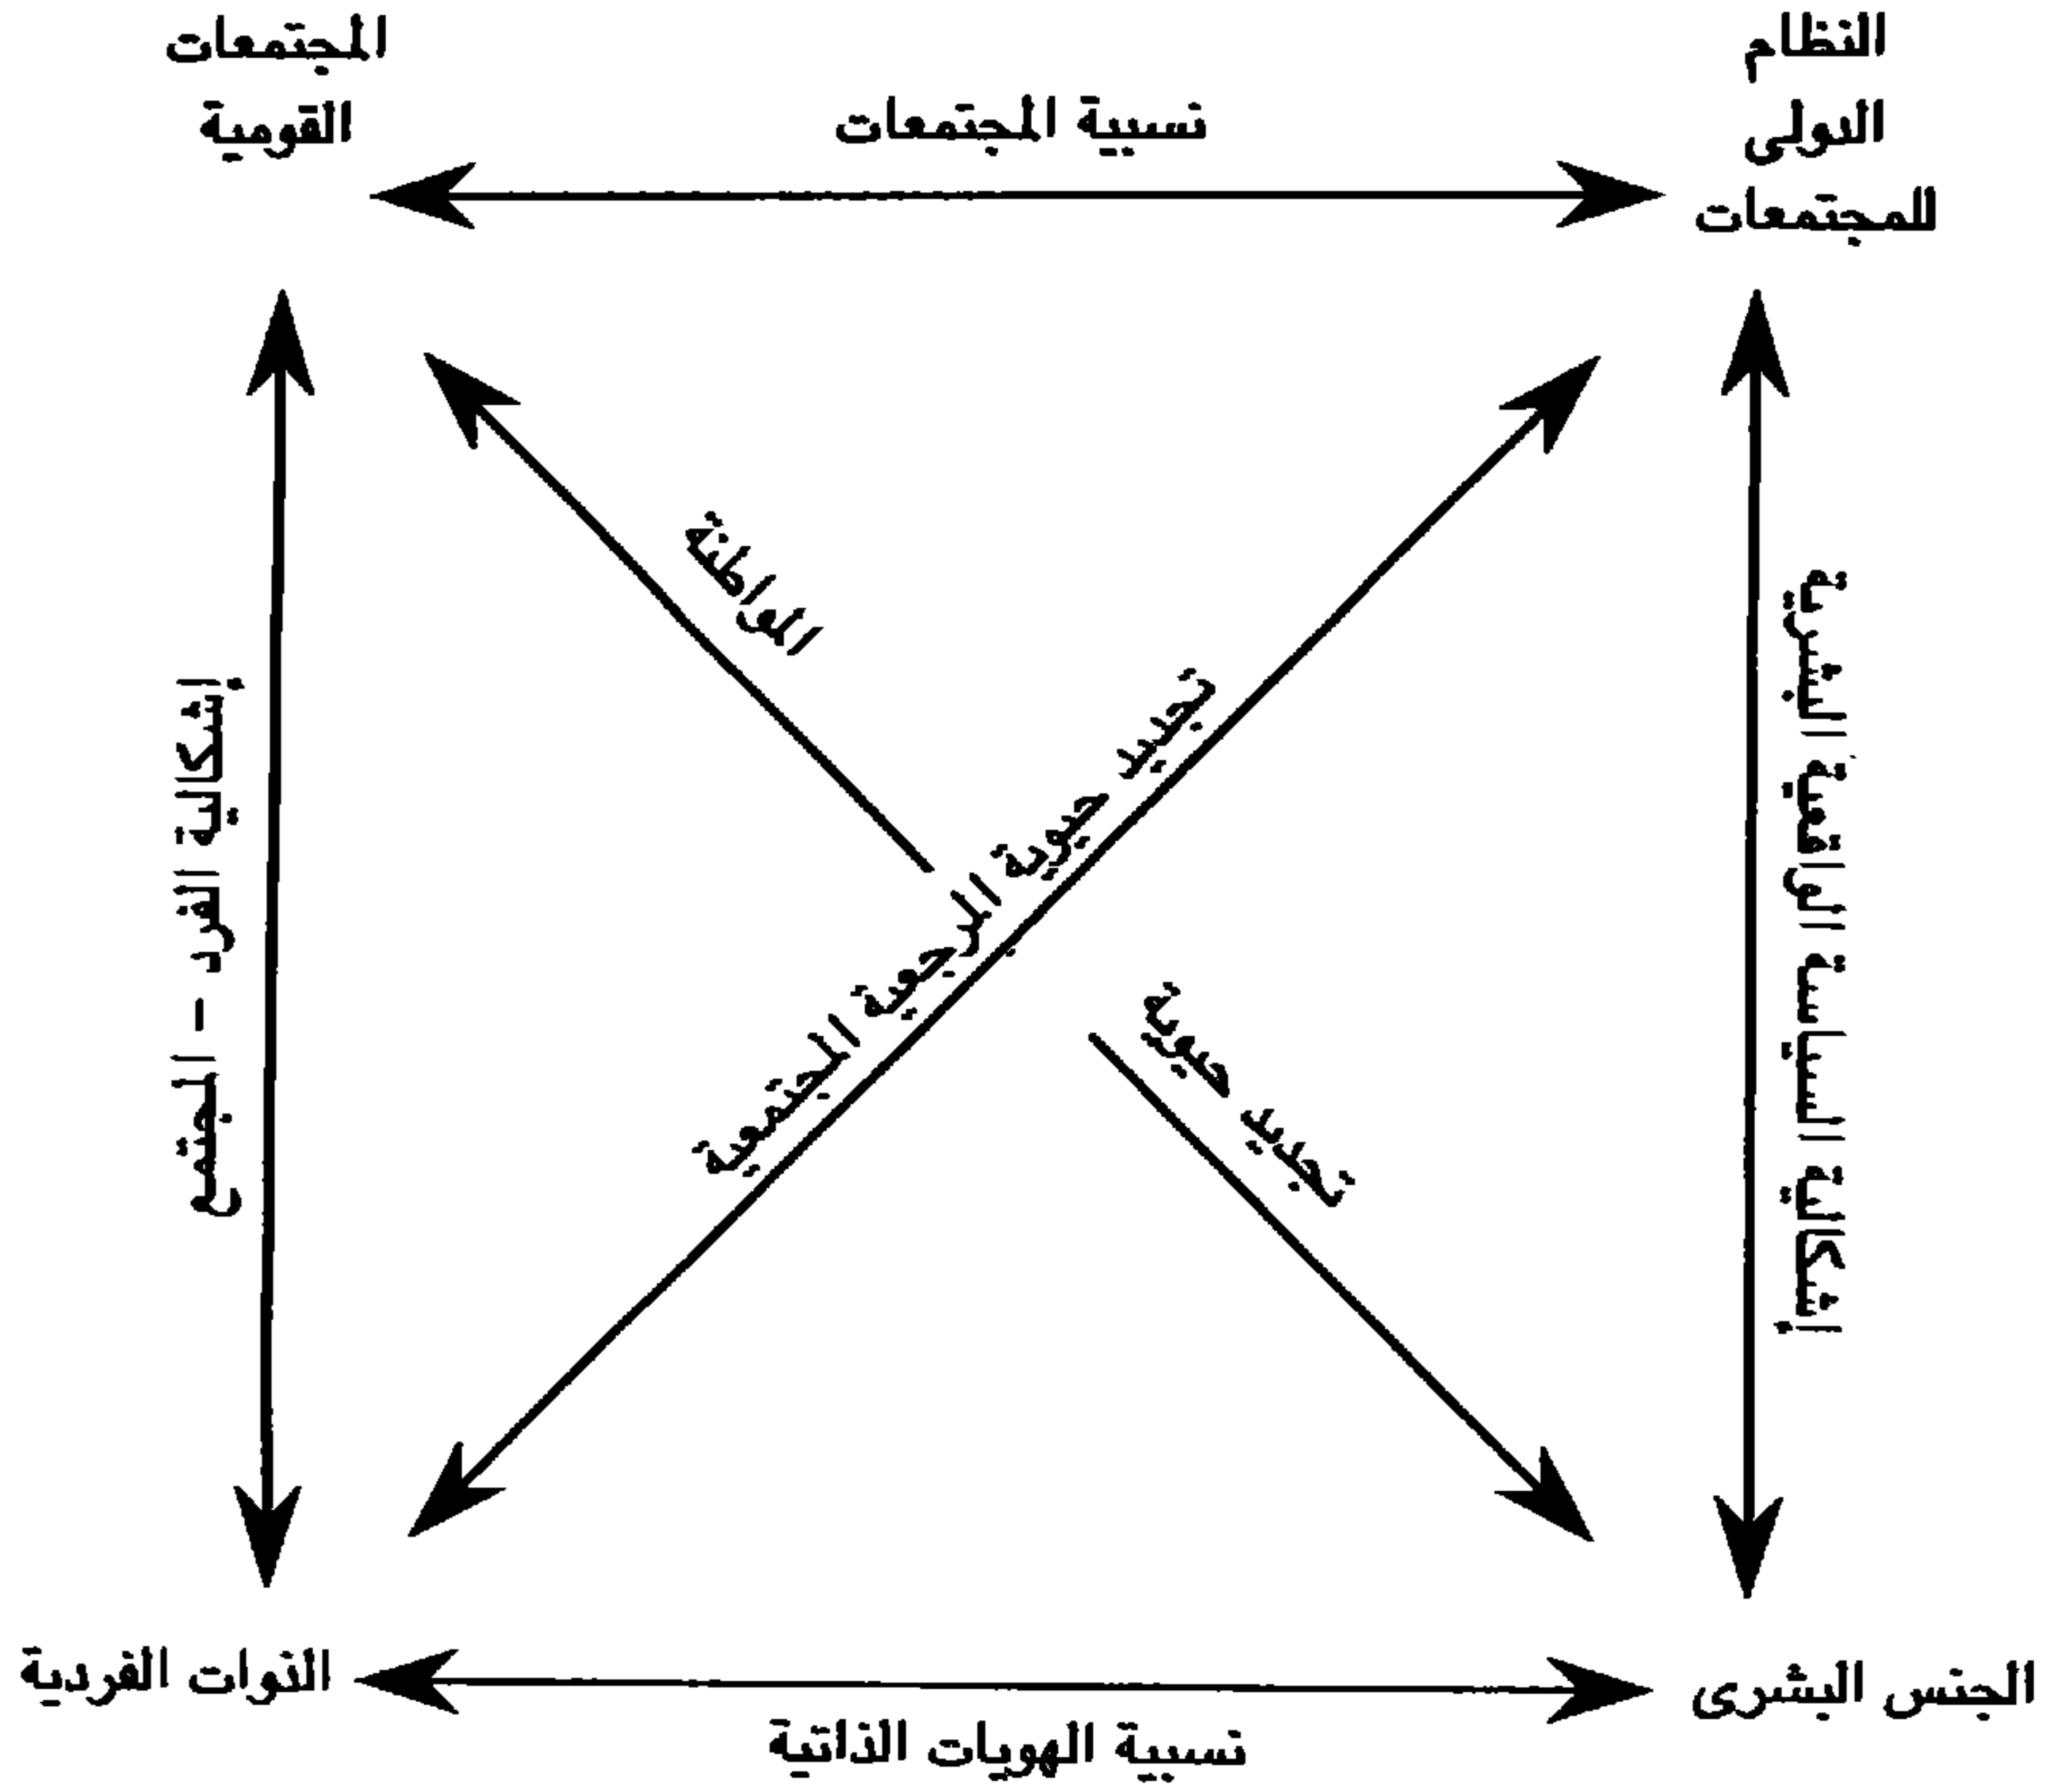 النظام
الدولى
للمجتمعات
نسبية المجتمعات
المجتمعات
القومية
إشكالية السياسة الواقعية البشرية
المواطنة
تجديد حيوية المرجعية المجتمعية
تجديد حيوية
إشكالية الفرد - المجتمع
الجنس البشرى
نسبية الهويات الذاتية
الذوات الفردية